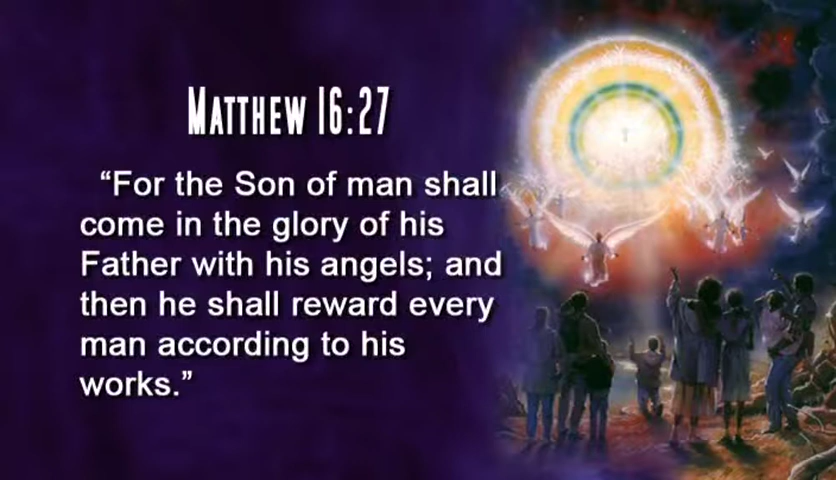 MATTHEW 16:27
“For the Son of man shall
come in the glory of his
Father with his angels; and
then he shall reward every
man according to his
works.”